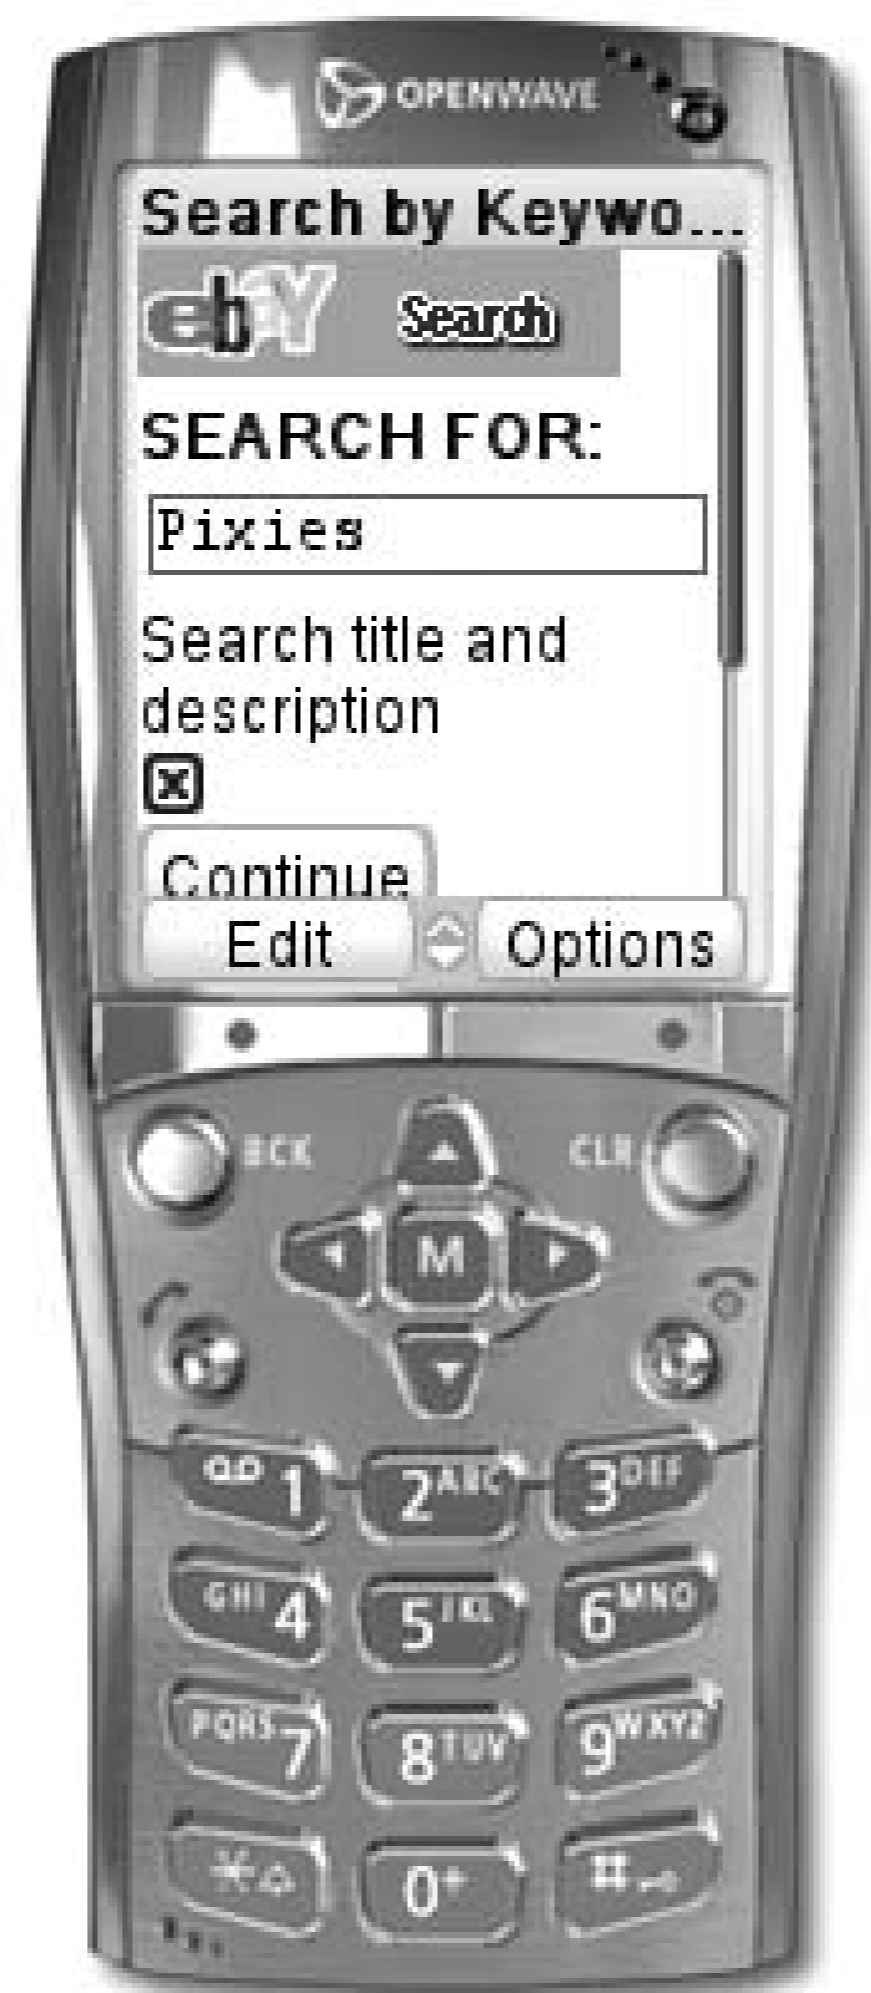 OPENWAVE
Search by Keywo...
ebY Search
SEARCH FOR:
Pixies
Search title and
description
x
Continue
Edit Options
BCK CLR
M
1 2ABC 3DEF
GHI4 5JKL 6MNO
PQRS7 8TUV 9WXYZ
* 0+ #